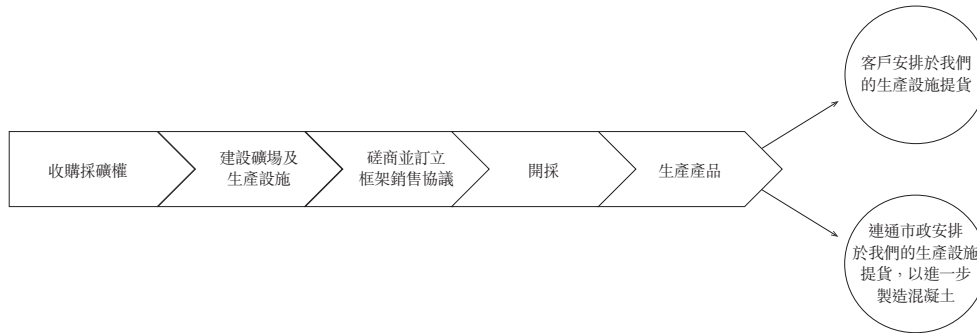 收購採礦權
建設礦場及
生產設施
磋商並訂立
框架銷售協議
開採
生產產品
客戶安排於我們
的生產設施提貨
連通市政安排
於我們的生產設施
提貨，以進一步
製造混凝土